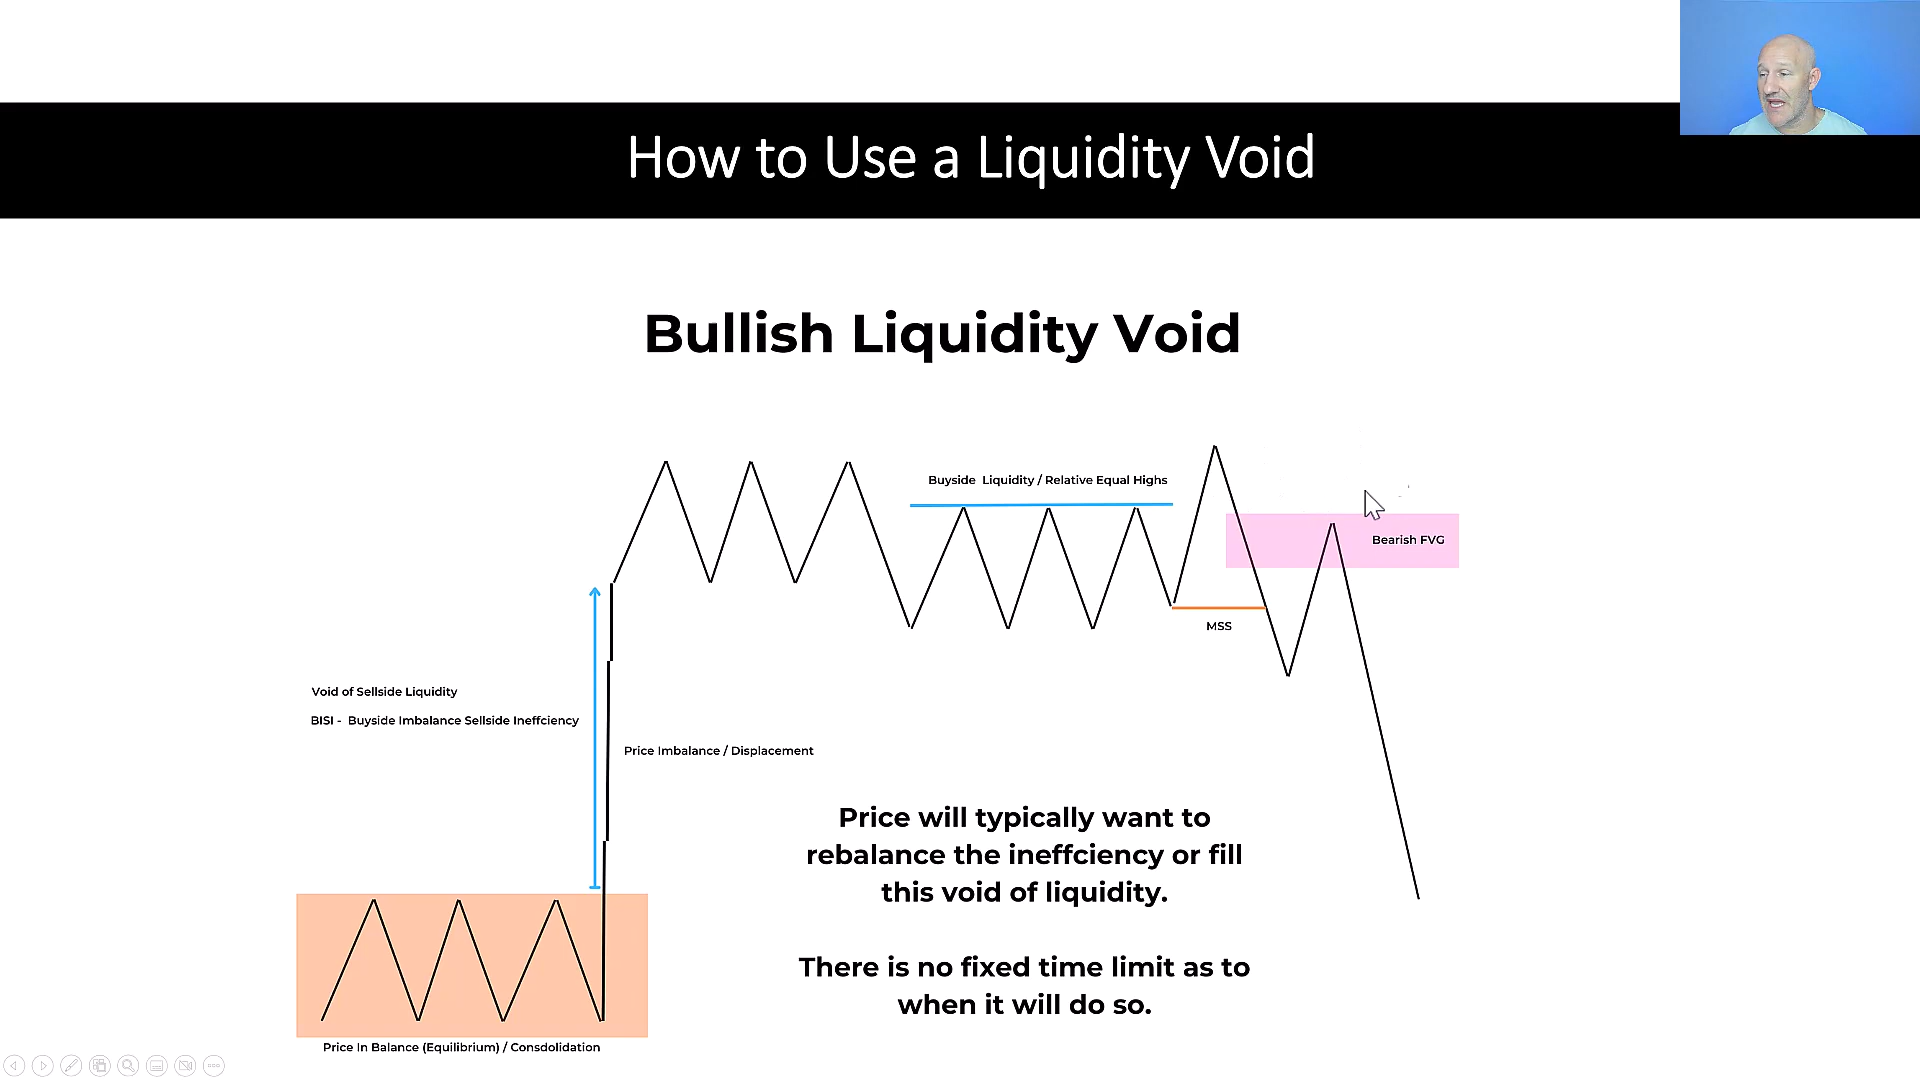 How to Use a Liquidity Void
Bullish Liquidity Void
Buyside Liquidity / Relative Equal Highs
Bearish FVG
MSS
Void of Sellside Liquidity
BISI - Buyside Imbalance Sellside Ineffciency
Price Imbalance / Displacement
Price will typically want to
rebalance the ineffciency or fill
this void of liquidity.
There is no fixed time limit as to
when it will do so.
Price In Balance (Equilibrium) / Consdolidation